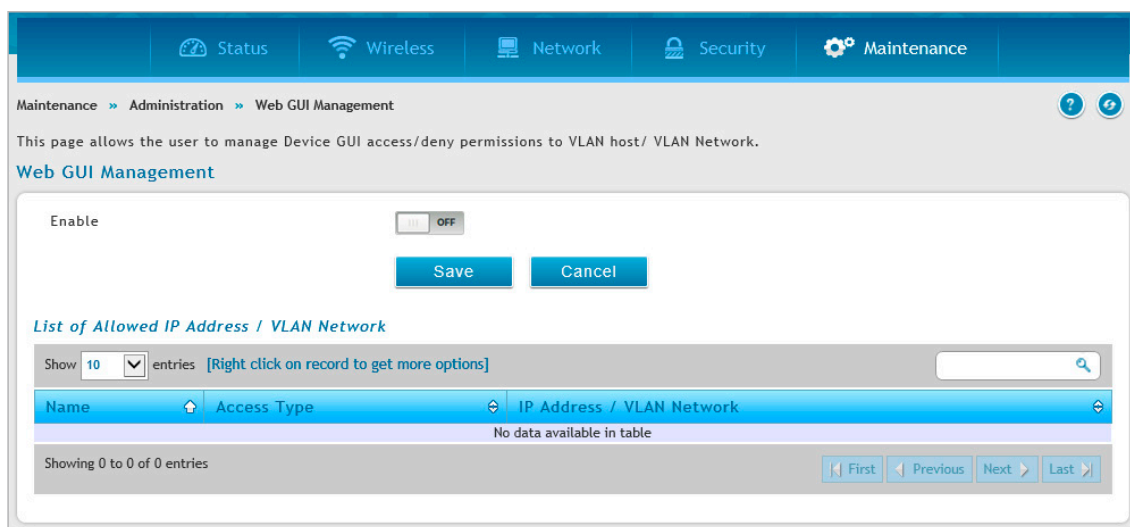 Status Wireless Network Security Maintenance
Maintenance » Administration » Web GUI Management
This page allows the user to manage Device GUI access/deny permissions to VLAN host/ VLAN Network.
Web GUI Management
Enable OFF
Save Cancel
List of Allowed IP Address / VLAN Network
Show 10 entries [Right click on record to get more options]
Name Access Type IP Address / VLAN Network
No data available in table
Showing 0 to 0 of 0 entries First Previous Next Last